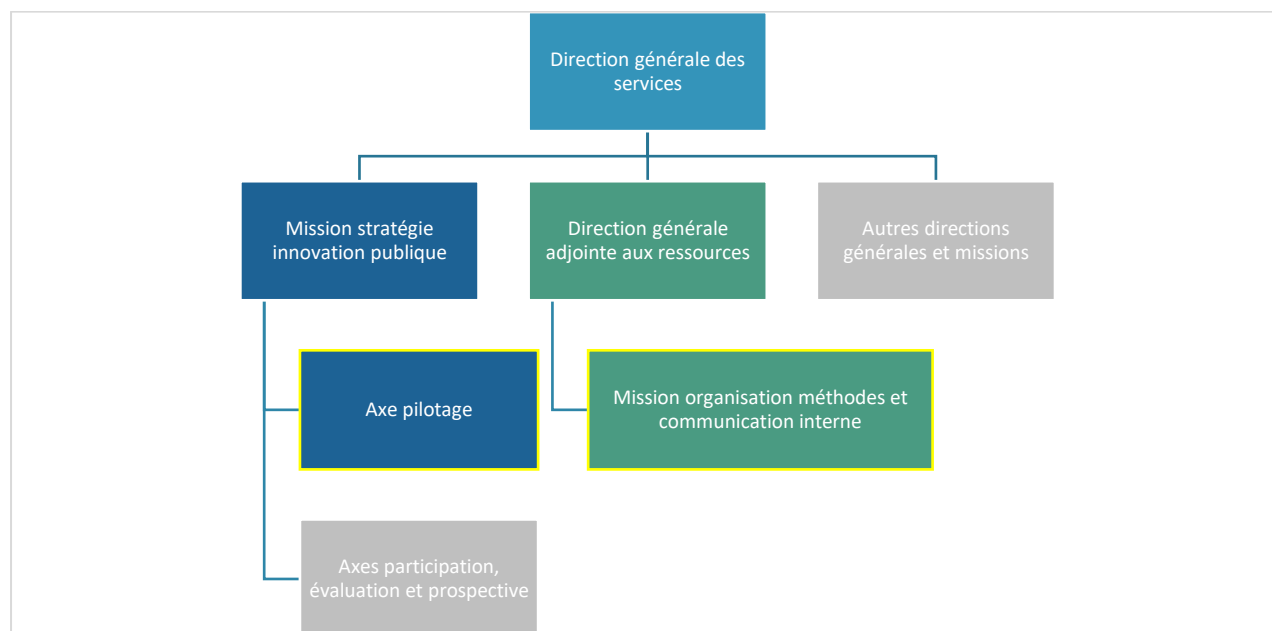 Direction générale des
services
Mission stratégie
innovation publique
Direction générale
adjointe aux ressources
Autres directions
générales et missions
Axe pilotage
Mission organisation méthodes et
communication interne
Axes participation,
évaluation et prospective